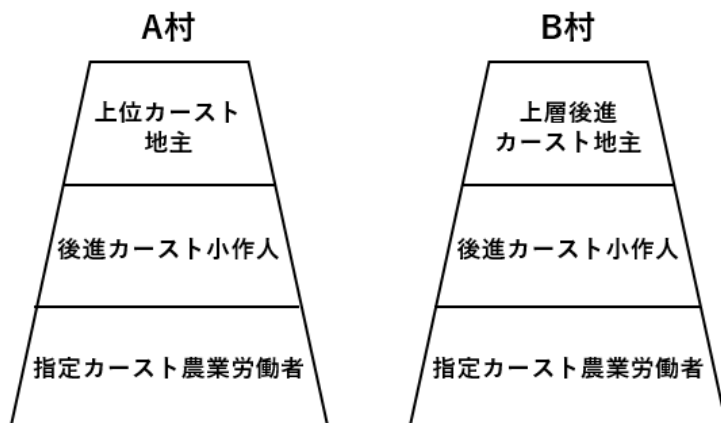 A村
上位カースト
地主
後進カースト小作人
指定カースト農業労働者
B村
上層後進
カースト地主
後進カースト小作人
指定カースト農業労働者